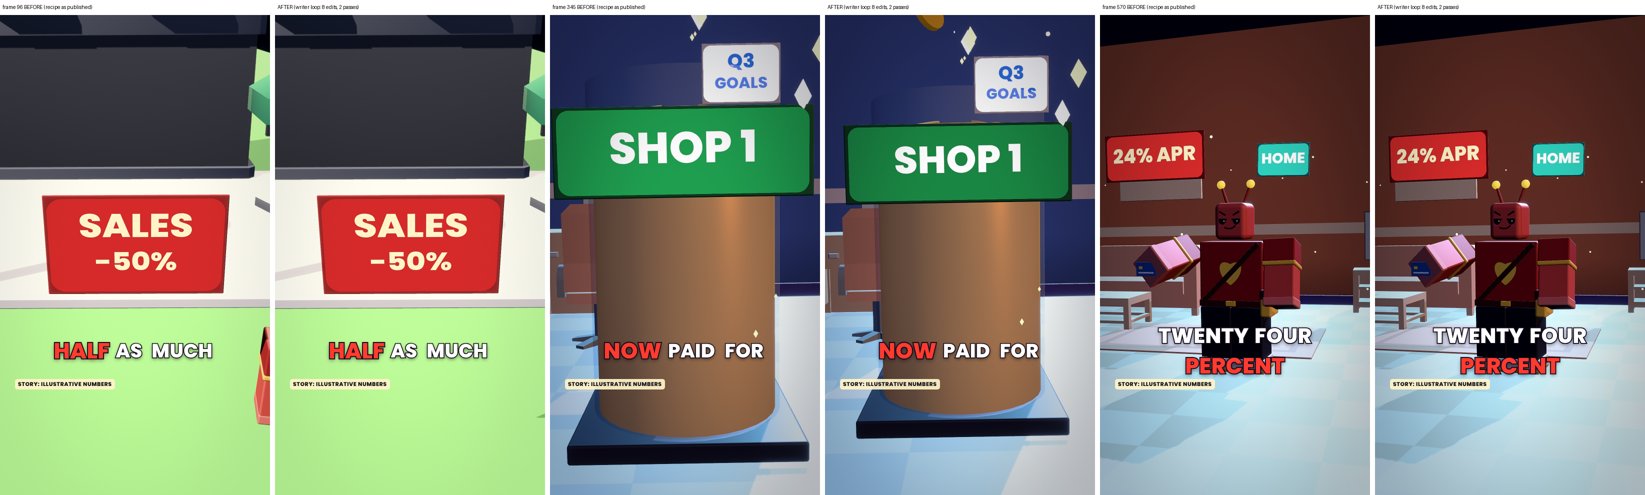 frame 96 BEFORE (recipe as published)
SALES
-50%
HALF AS MUCH
STORY: ILLUSTRATIVE NUMBERS
AFTER (writer loop: 8 edits, 2 passes)
SALES
-50%
HALF AS MUCH
STORY: ILLUSTRATIVE NUMBERS
frame 345 BEFORE (recipe as published)
Q3
GOALS
SHOP 1
NOW PAID FOR
STORY: ILLUSTRATIVE NUMBERS
AFTER (writer loop: 8 edits, 2 passes)
Q3
GOALS
SHOP 1
NOW PAID FOR
STORY: ILLUSTRATIVE NUMBERS
frame 570 BEFORE (recipe as published)
24% APR
HOME
TWENTY FOUR
PERCENT
STORY: ILLUSTRATIVE NUMBERS
AFTER (writer loop: 8 edits, 2 passes)
24% APR
HOME
TWENTY FOUR
PERCENT
STORY: ILLUSTRATIVE NUMBERS